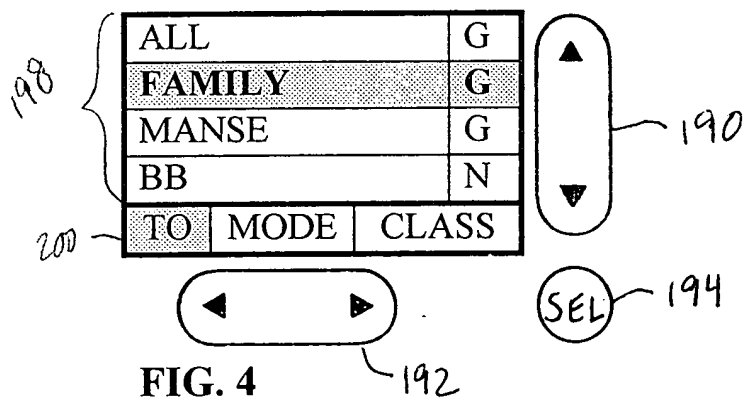 198
ALL G
FAMILY G
MANSE G
BB N
190
200
TO MODE CLASS
SEL
194
192
FIG. 4